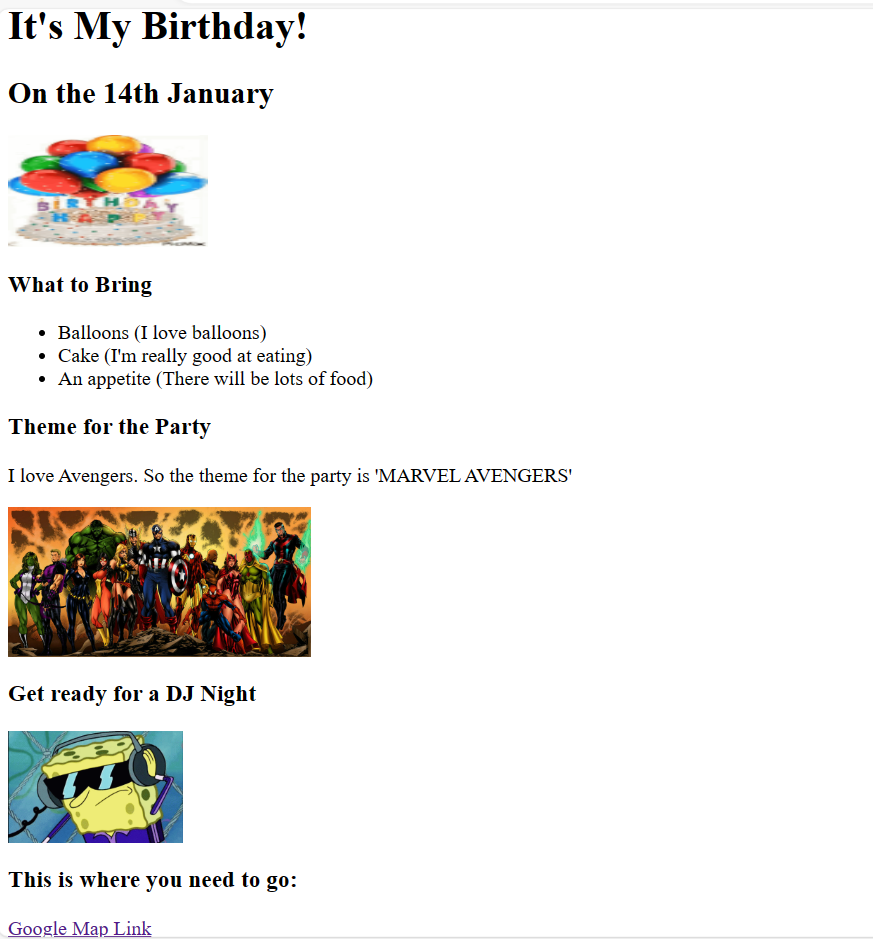 It's My Birthday!
On the 14th January
BIRTHDAY
HAPPY
What to Bring
Balloons (I love balloons)
Cake (I'm really good at eating)
An appetite (There will be lots of food)
Theme for the Party
I love Avengers. So the theme for the party is 'MARVEL AVENGERS'
Get ready for a DJ Night
This is where you need to go:
Google Map Link